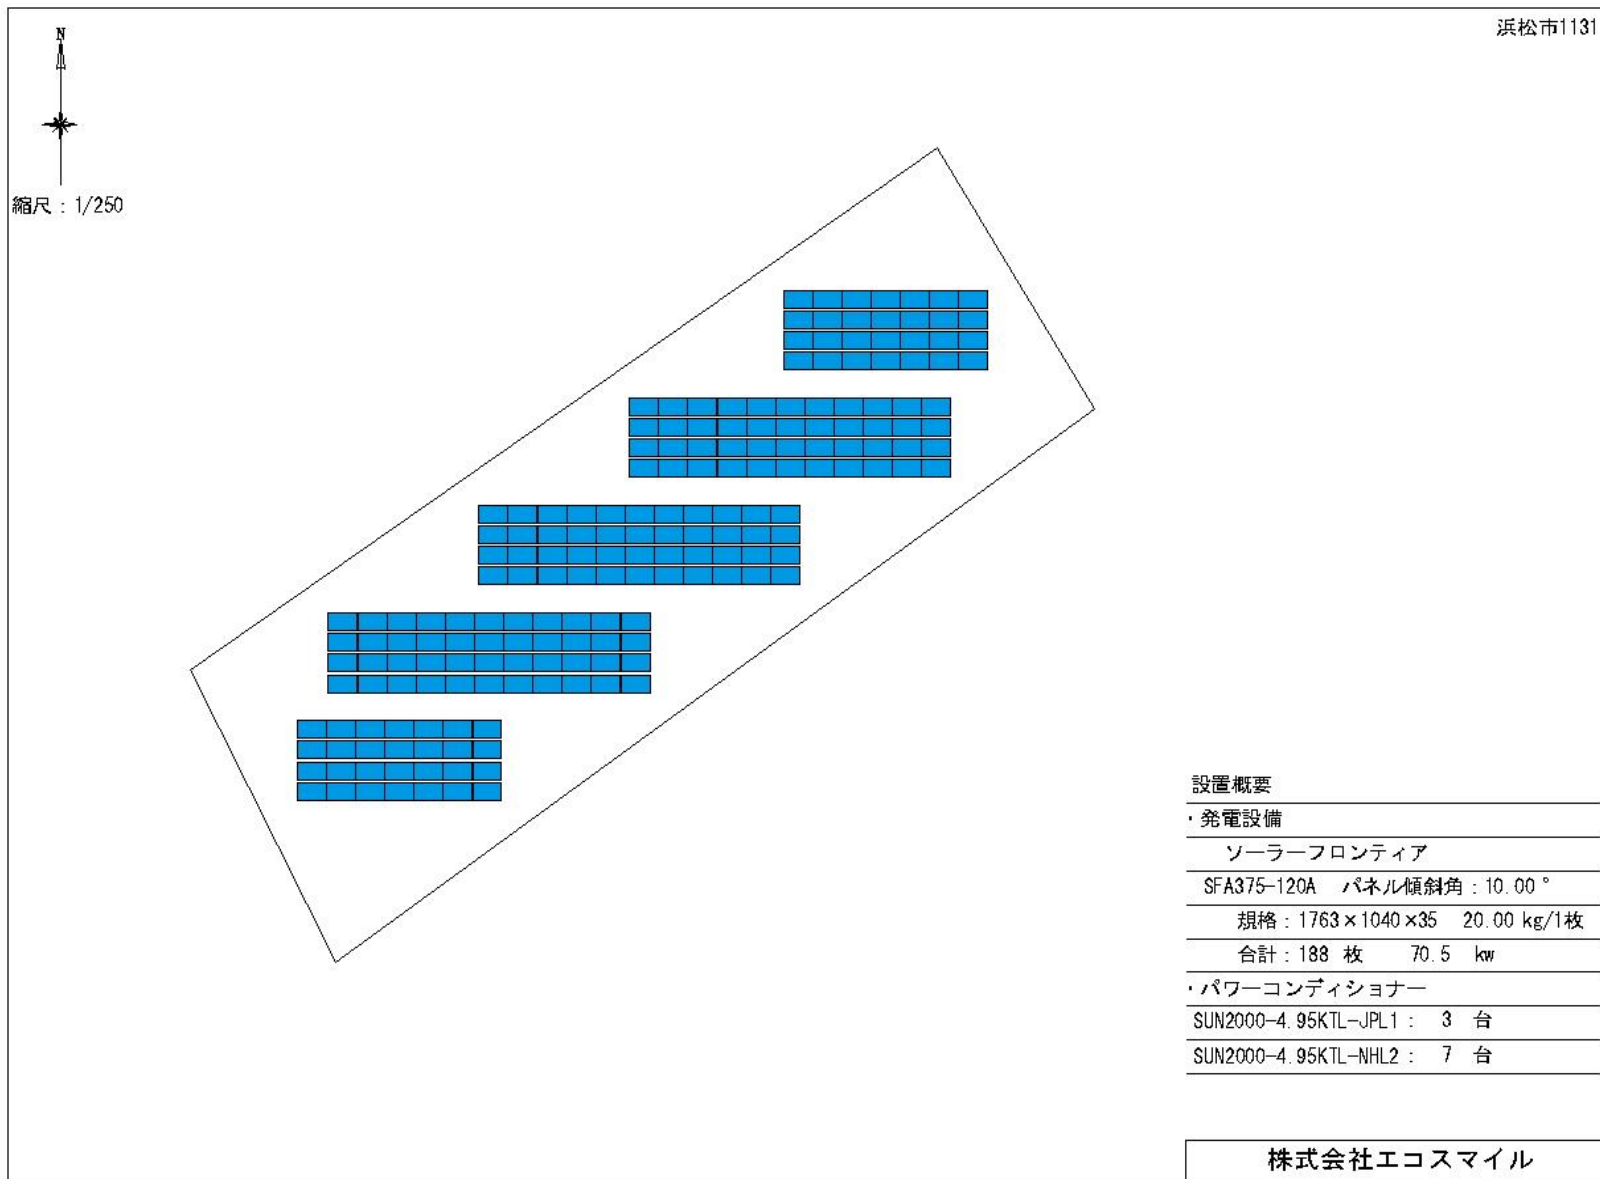 浜松市1131
N
縮尺：1/250
設置概要
・発電設備
ソーラーフロンティア
SFA375-120A パネル傾斜角：10.00°
規格：1763×1040×35 20.00 kg/1枚
合計：188 枚 70.5 kw
・パワーコンディショナー
SUN2000-4.95KTL-JPL1： 3 台
SUN2000-4.95KTL-NHL2： 7 台
株式会社エコスマイル